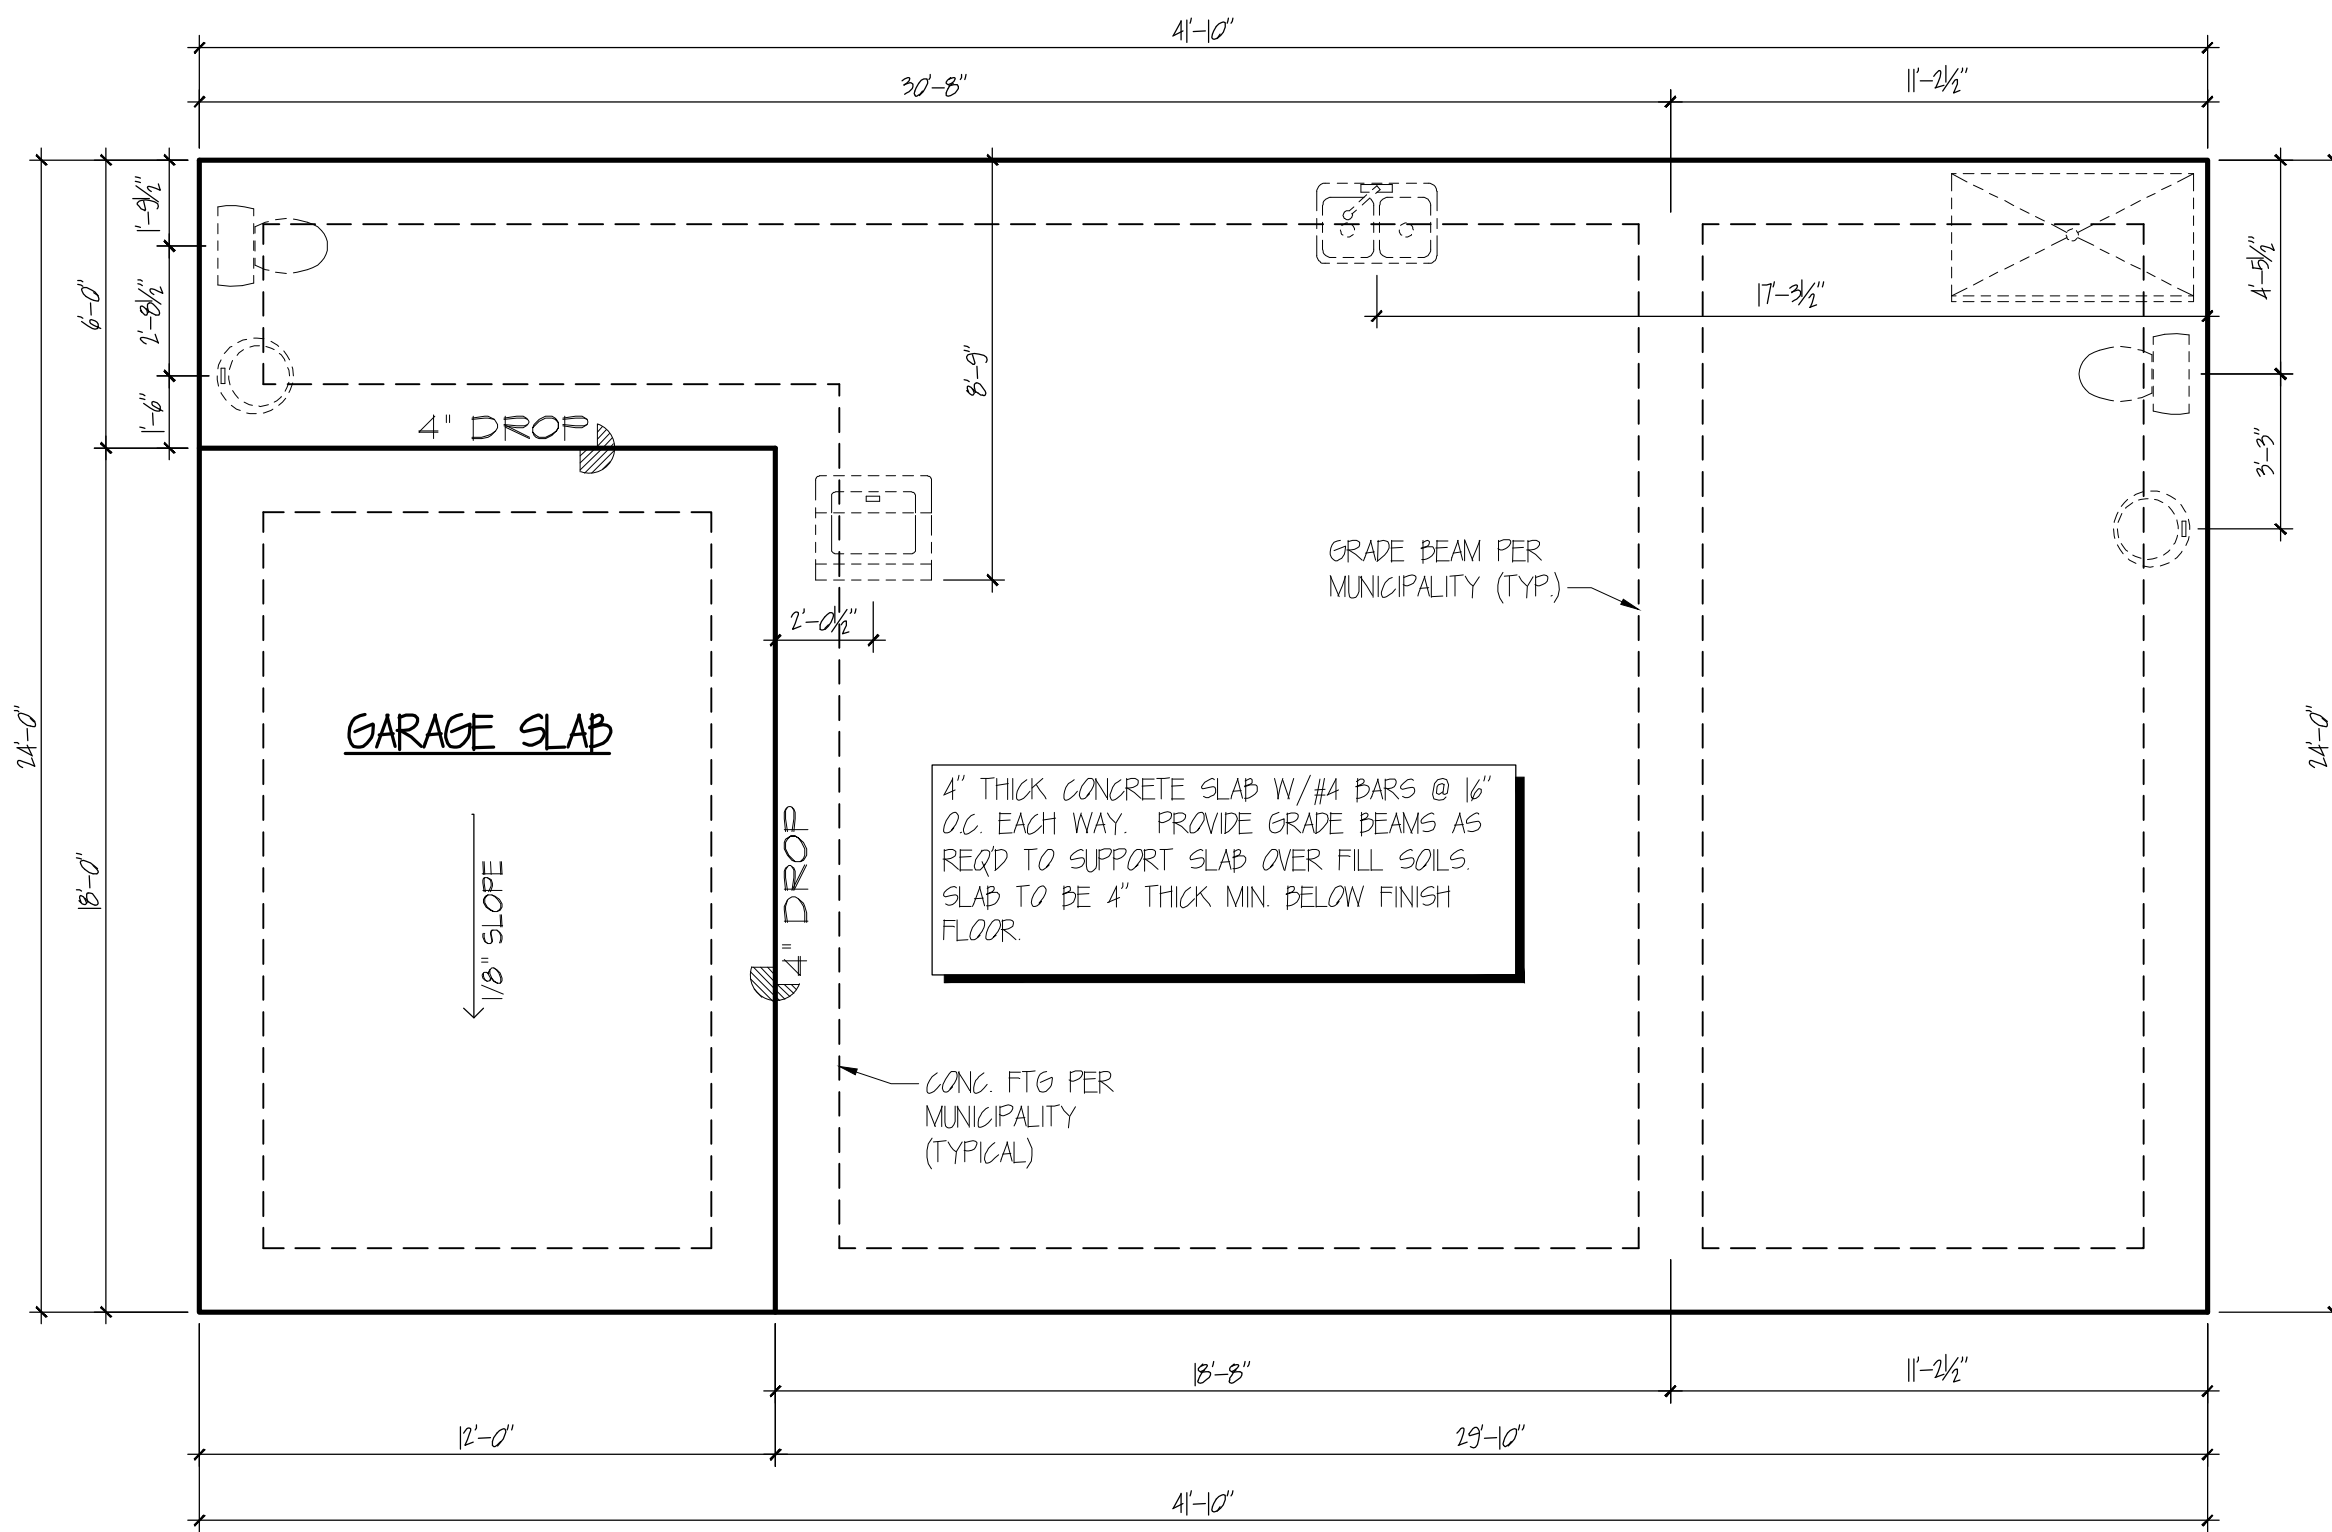 41'-10"
30'-8"
11'-2½"
1'-9½"
6'-0"
2'-8½"
1'-6"
24'-0"
18'-0"
8'-9"
17'-3½"
4'-5½"
3'-3"
24'-0"
4" DROP
2'-0½"
GRADE BEAM PER
MUNICIPALITY (TYP.)
GARAGE SLAB
1/8" SLOPE
4" DROP
4" THICK CONCRETE SLAB W/#4 BARS @ 16"
O.C. EACH WAY. PROVIDE GRADE BEAMS AS
REQ'D TO SUPPORT SLAB OVER FILL SOILS.
SLAB TO BE 4" THICK MIN. BELOW FINISH
FLOOR.
CONC. FTG PER
MUNICIPALITY
(TYPICAL)
18'-8"
11'-2½"
12'-0"
29'-10"
41'-10"